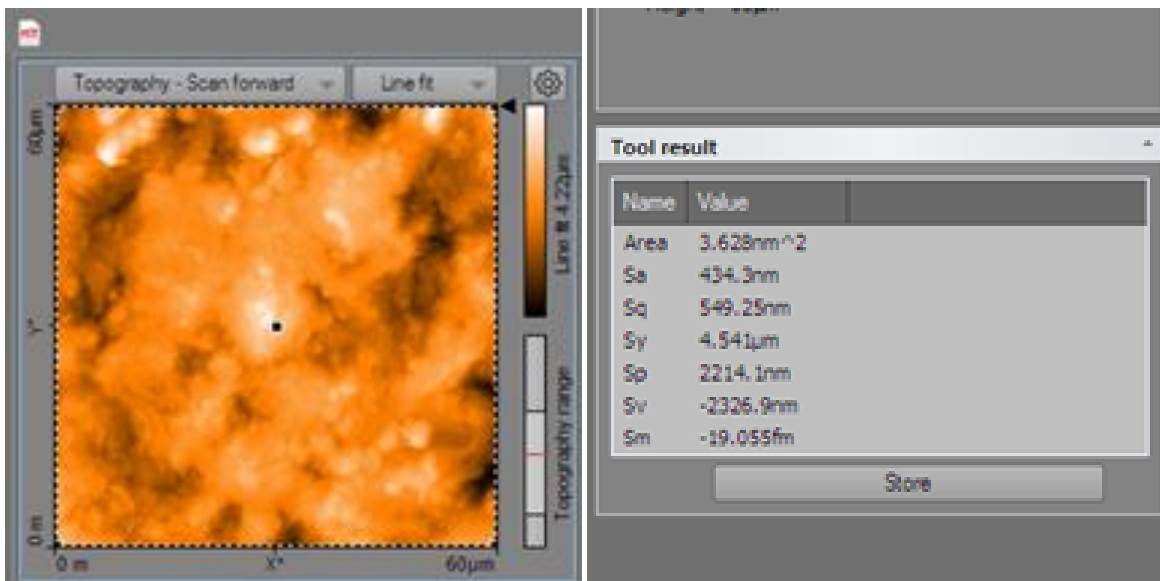 Topography - Scan forward
Line fit
60µm
Line fit 4.22µm
Y*
Topography range
0 m
0 m
X*
60µm
Tool result
Name Value
Area 3.628nm^2
Sa 434.3nm
Sq 549.25nm
Sy 4.541µm
Sp 2214.1nm
Sv -2326.9nm
Sm -19.055fm
Store